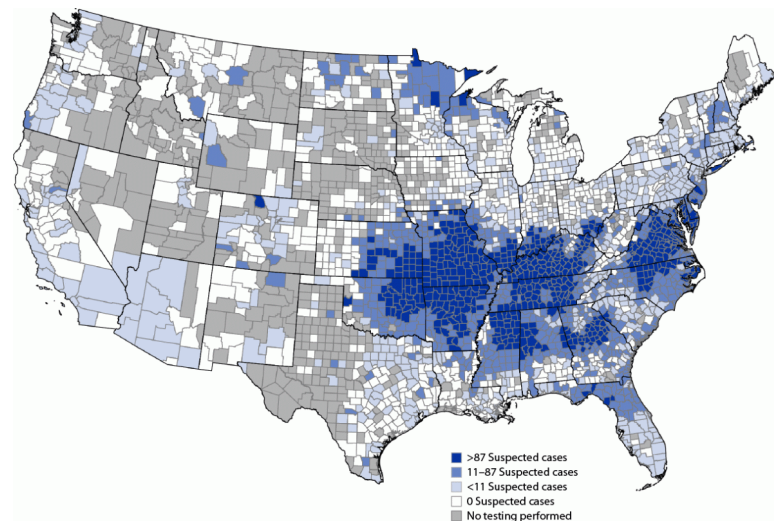 >87 Suspected cases
11–87 Suspected cases
<11 Suspected cases
0 Suspected cases
No testing performed